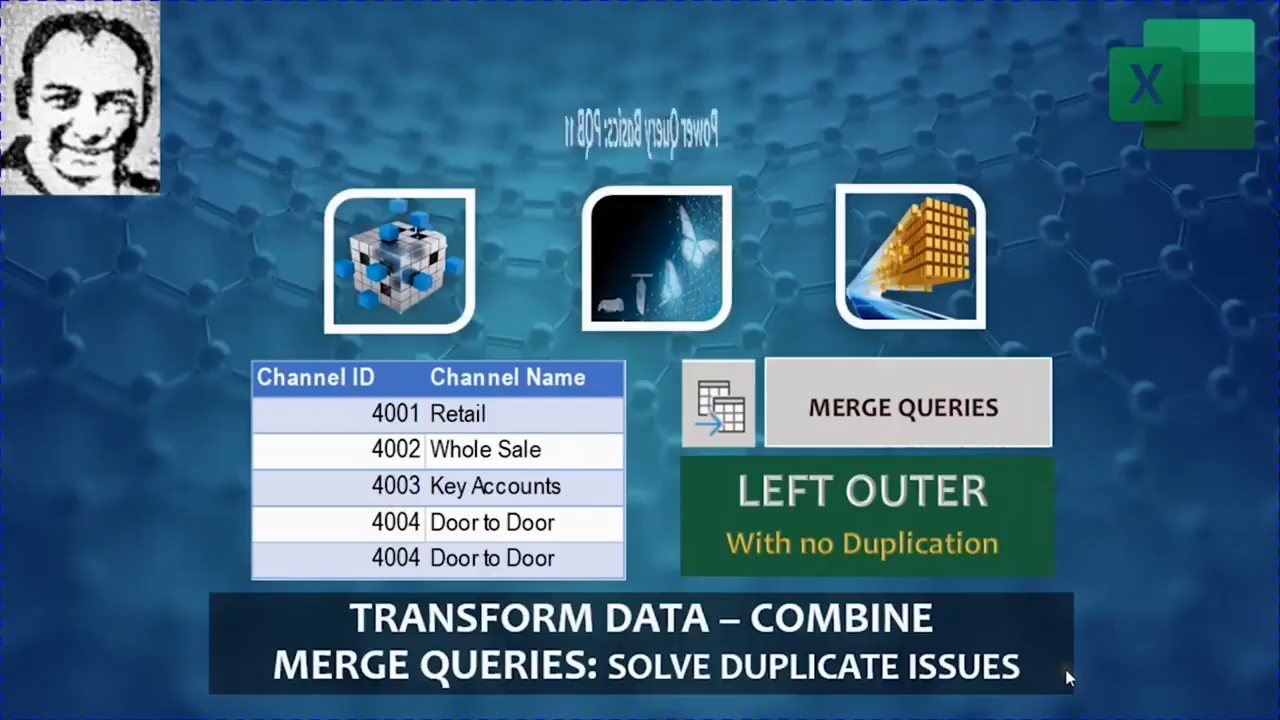 X
Power Query Basics: PQB 11
Channel ID Channel Name
4001 Retail
4002 Whole Sale
4003 Key Accounts
4004 Door to Door
4004 Door to Door
MERGE QUERIES
LEFT OUTER
With no Duplication
TRANSFORM DATA – COMBINE
MERGE QUERIES: SOLVE DUPLICATE ISSUES